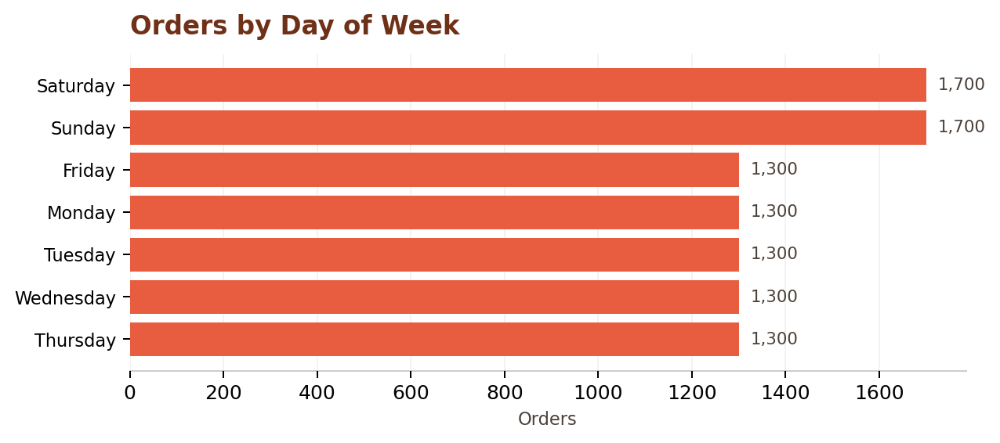 Orders by Day of Week
Saturday 1,700
Sunday 1,700
Friday 1,300
Monday 1,300
Tuesday 1,300
Wednesday 1,300
Thursday 1,300
0 200 400 600 800 1000 1200 1400 1600
Orders